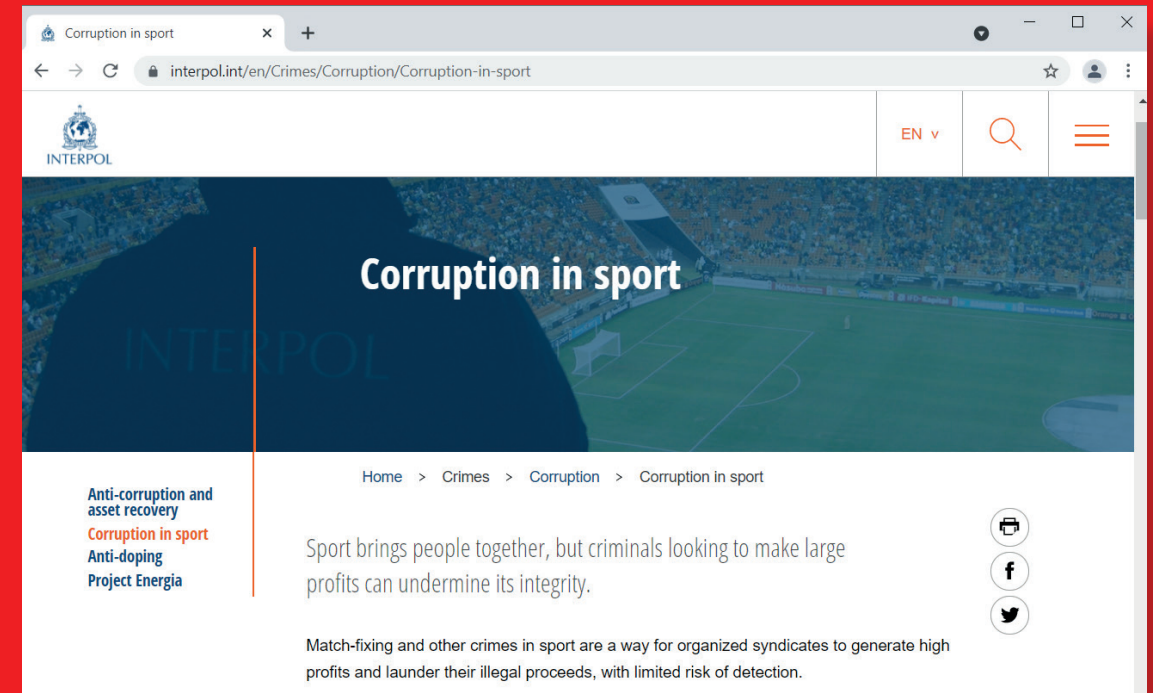 Corruption in sport
interpol.int/en/Crimes/Corruption/Corruption-in-sport
INTERPOL
EN v
Corruption in sport
INTERPOL
Home > Crimes > Corruption > Corruption in sport
Anti-corruption and
asset recovery
Corruption in sport
Anti-doping
Project Energia
Sport brings people together, but criminals looking to make large
profits can undermine its integrity.
Match-fixing and other crimes in sport are a way for organized syndicates to generate high
profits and launder their illegal proceeds, with limited risk of detection.